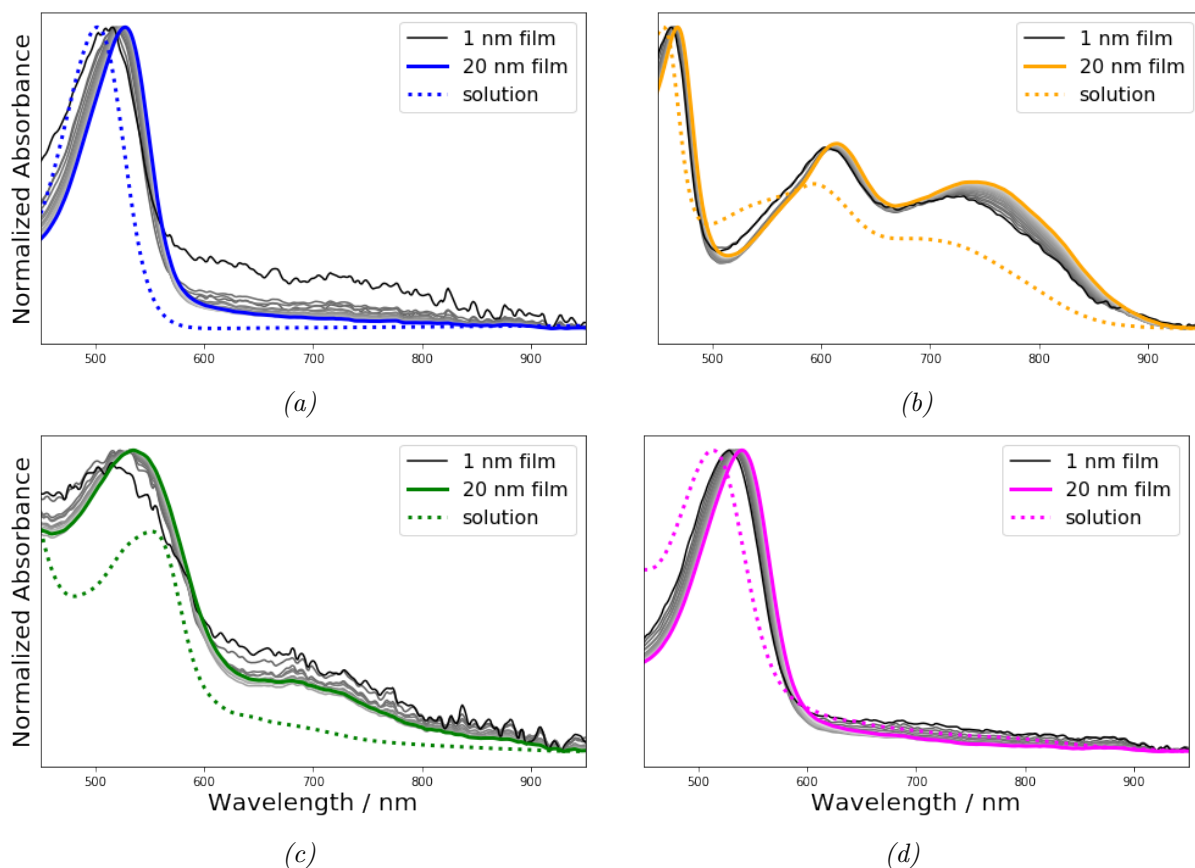 Normalized Absorbance
1 nm film
20 nm film
solution
500 600 700 800 900
(a)
1 nm film
20 nm film
solution
500 600 700 800 900
(b)
Normalized Absorbance
1 nm film
20 nm film
solution
500 600 700 800 900
Wavelength / nm
(c)
1 nm film
20 nm film
solution
500 600 700 800 900
Wavelength / nm
(d)